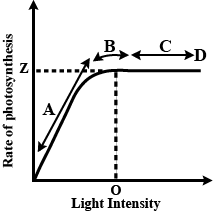 Rate of photosynthesis
Z
A
B
C
D
O
Light Intensity